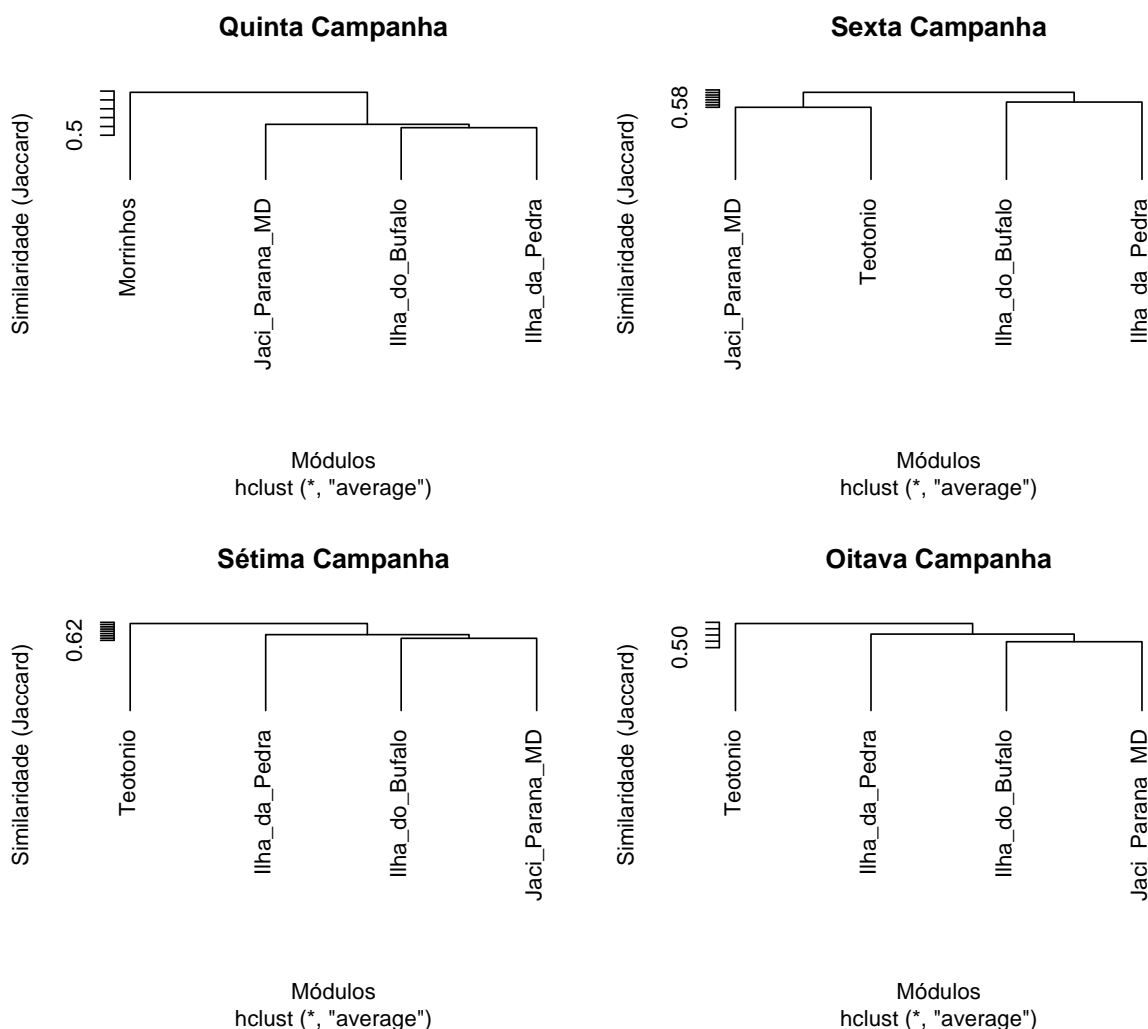 Quinta Campanha
Similaridade (Jaccard)
0.5
Morrinhos
Jaci_Parana_MD
Ilha_do_Bufalo
Ilha_da_Pedra
Módulos
hclust (*, "average")
Sexta Campanha
Similaridade (Jaccard)
0.58
Jaci_Parana_MD
Teotonio
Ilha_do_Bufalo
Ilha_da_Pedra
Módulos
hclust (*, "average")
Sétima Campanha
Similaridade (Jaccard)
0.62
Teotonio
Ilha_da_Pedra
Ilha_do_Bufalo
Jaci_Parana_MD
Módulos
hclust (*, "average")
Oitava Campanha
Similaridade (Jaccard)
0.50
Teotonio
Ilha_da_Pedra
Ilha_do_Bufalo
Jaci_Parana_MD
Módulos
hclust (*, "average")